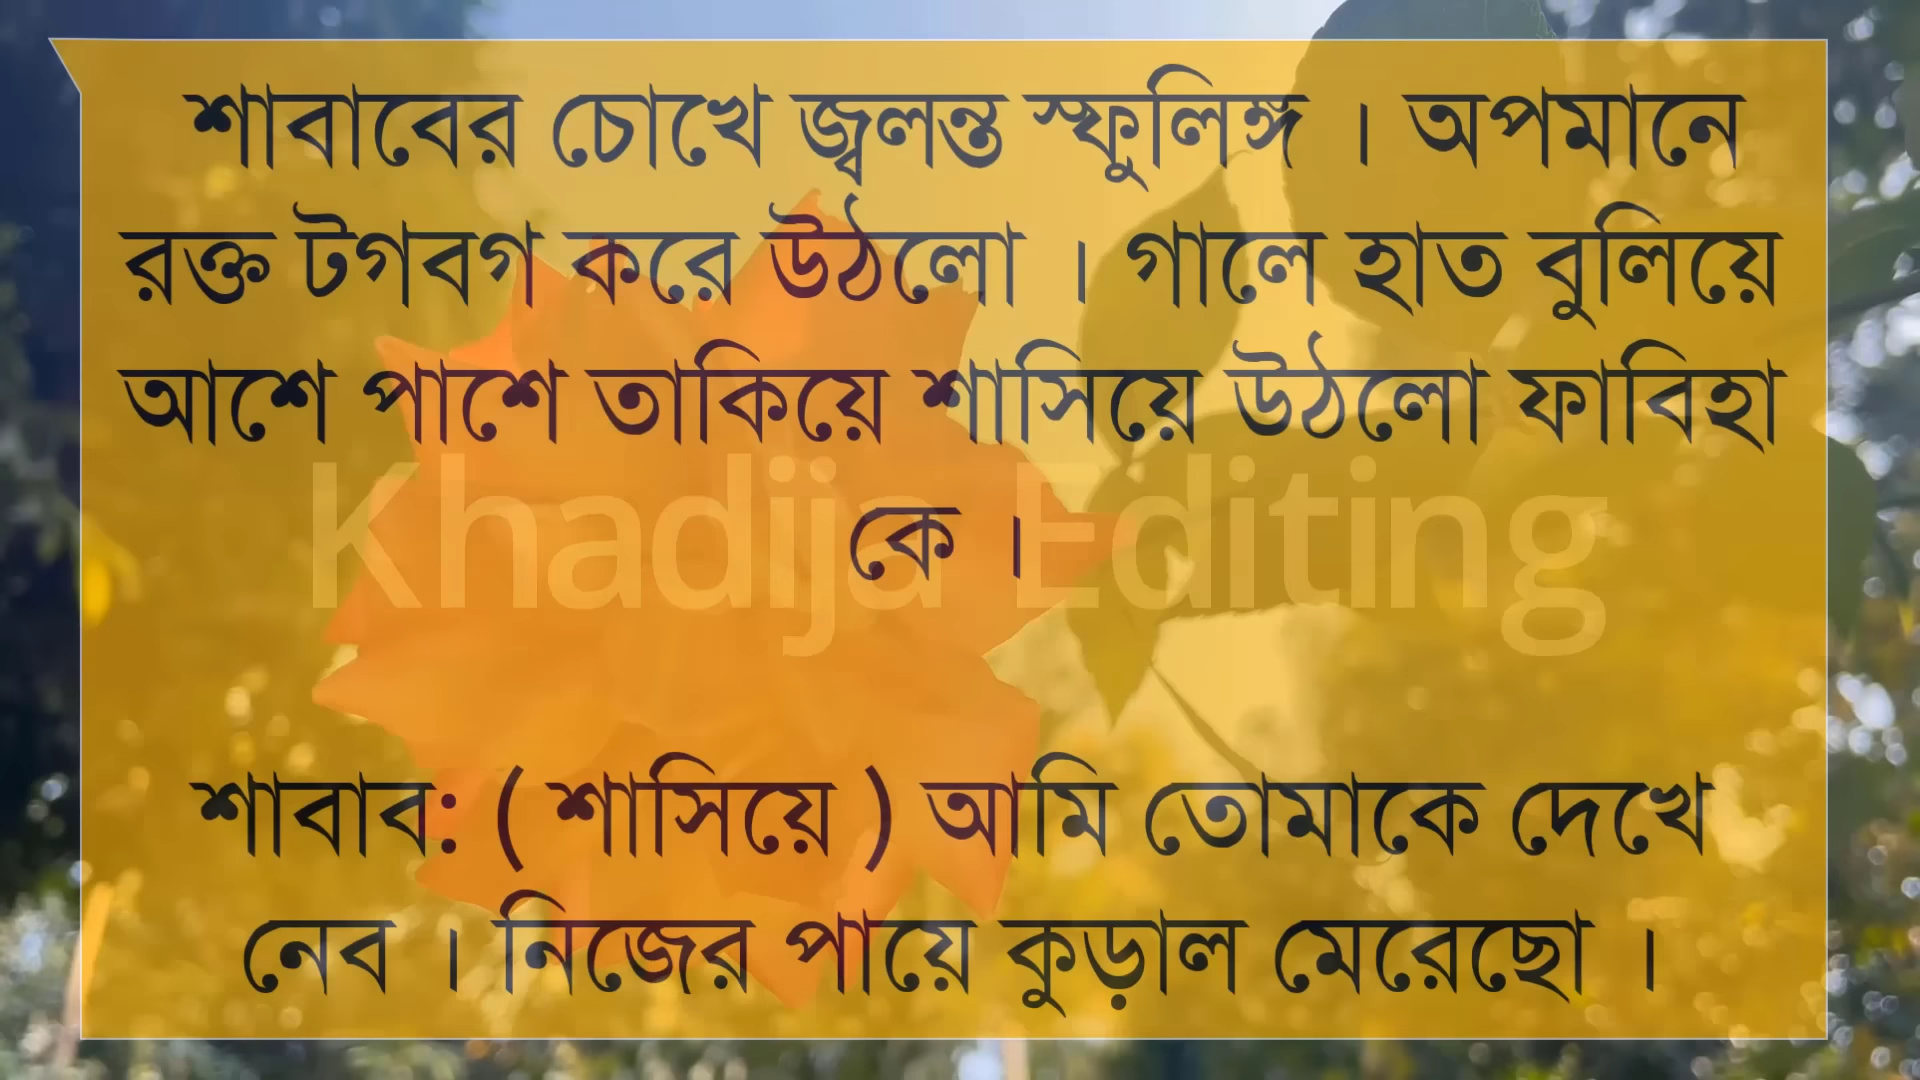 শাবাবের চোখে জ্বলন্ত স্ফুলিঙ্গ । অপমানে
রক্ত টগবগ করে উঠলো । গালে হাত বুলিয়ে
আশে পাশে তাকিয়ে শাসিয়ে উঠলো ফাবিহা
কে ।
Khadija Editing
শাবাব: ( শাসিয়ে ) আমি তোমাকে দেখে
নেব । নিজের পায়ে কুড়াল মেরেছো ।